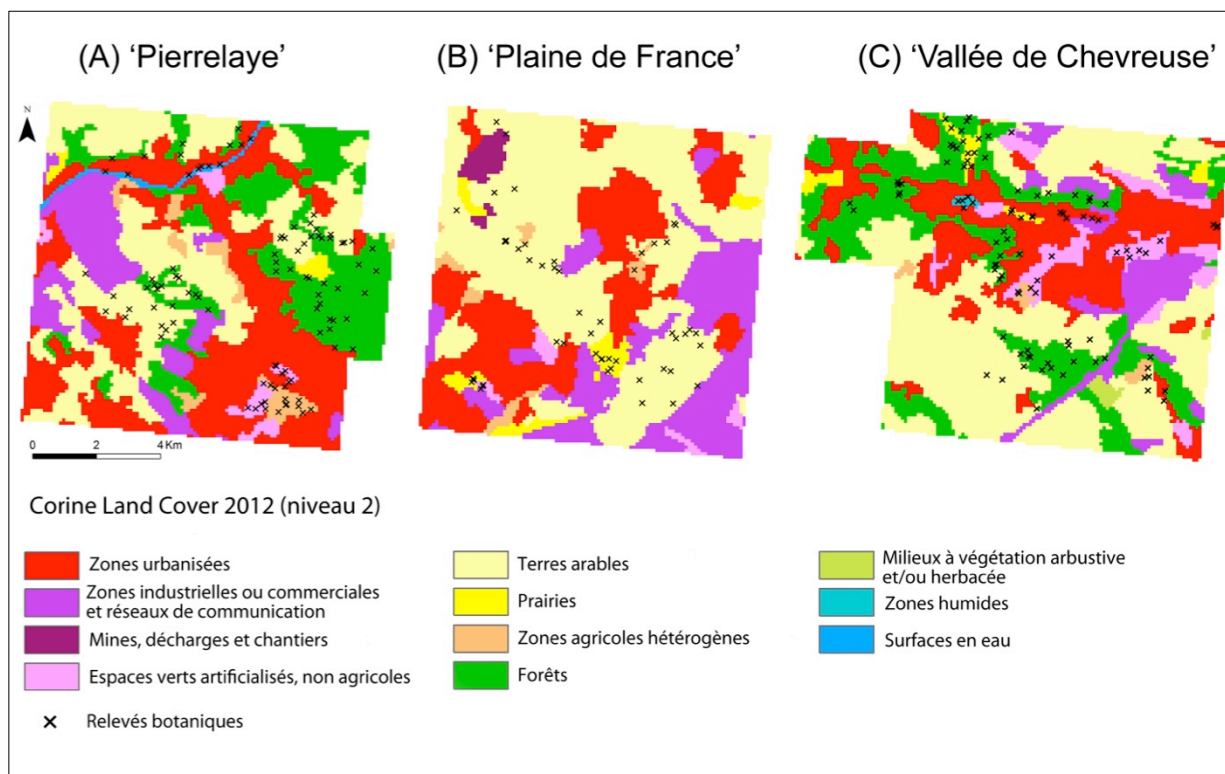 (A) ‘Pierrelaye’
(B) ‘Plaine de France’
(C) ‘Vallée de Chevreuse’
N
0 2 4 Km
Corine Land Cover 2012 (niveau 2)
Zones urbanisées
Zones industrielles ou commerciales
et réseaux de communication
Mines, décharges et chantiers
Espaces verts artificialisés, non agricoles
Relevés botaniques
Terres arables
Prairies
Zones agricoles hétérogènes
Forêts
Milieux à végétation arbustive
et/ou herbacée
Zones humides
Surfaces en eau